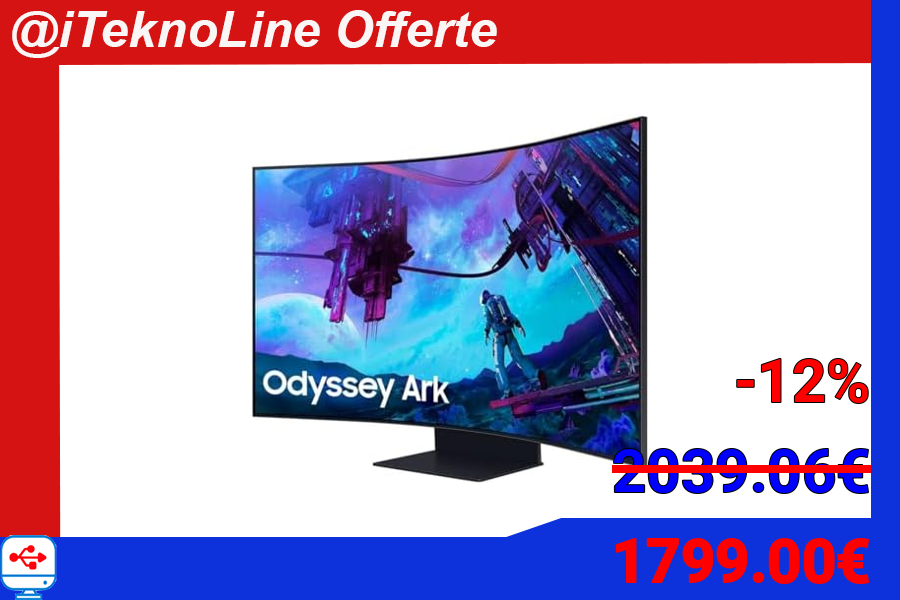 @iTeknoLine Offerte
Odyssey Ark
-12%
2039.06€
1799.00€